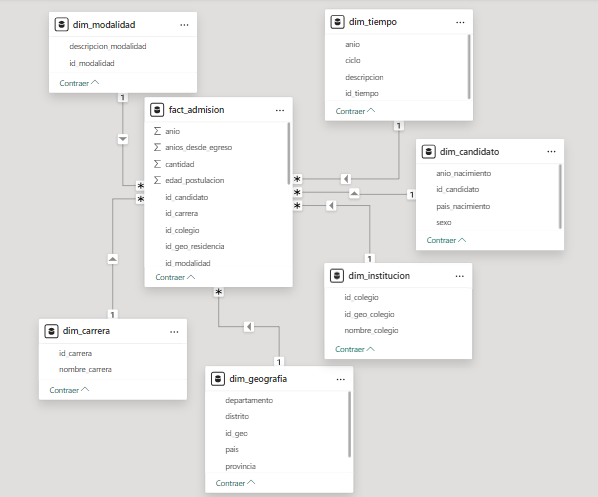 dim_modalidad
descripcion_modalidad
id_modalidad
Contraer
dim_tiempo
anio
ciclo
descripcion
id_tiempo
Contraer
1
1
fact_admision
Σ anio
Σ anios_desde_egreso
Σ cantidad
Σ edad_postulacion
id_candidato
id_carrera
id_colegio
id_geo_residencia
id_modalidad
Contraer
*
*
*
*
*
*
dim_candidato
anio_nacimiento
id_candidato
pais_nacimiento
sexo
Contraer
1
1
dim_institucion
id_colegio
id_geo_colegio
nombre_colegio
Contraer
1
dim_carrera
id_carrera
nombre_carrera
Contraer
1
dim_geografia
departamento
distrito
id_geo
pais
provincia
Contraer